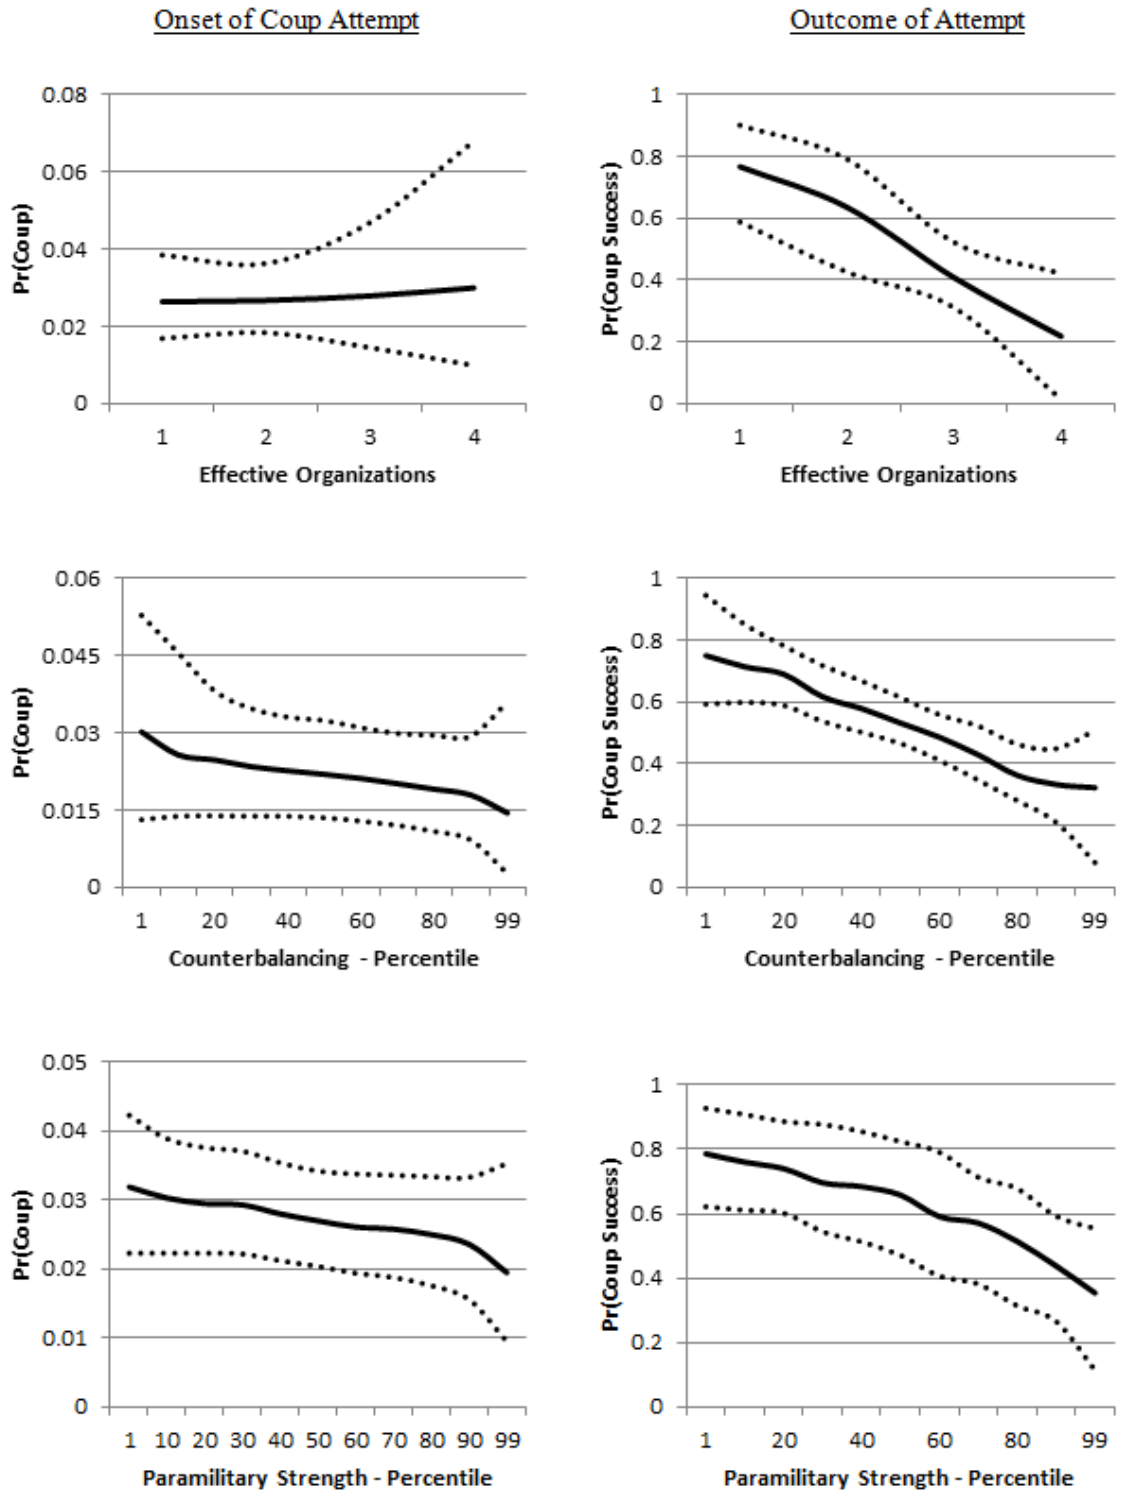 Onset of Coup Attempt
Outcome of Attempt
0.08
0.06
0.04
0.02
0
Pr(Coup)
1 2 3 4
Effective Organizations
1
0.8
0.6
0.4
0.2
0
Pr(Coup Success)
1 2 3 4
Effective Organizations
0.06
0.045
0.03
0.015
0
Pr(Coup)
1 20 40 60 80 99
Counterbalancing - Percentile
1
0.8
0.6
0.4
0.2
0
Pr(Coup Success)
1 20 40 60 80 99
Counterbalancing - Percentile
0.05
0.04
0.03
0.02
0.01
0
Pr(Coup)
1 10 20 30 40 50 60 70 80 90 99
Paramilitary Strength - Percentile
1
0.8
0.6
0.4
0.2
0
Pr(Coup Success)
1 20 40 60 80 99
Paramilitary Strength - Percentile